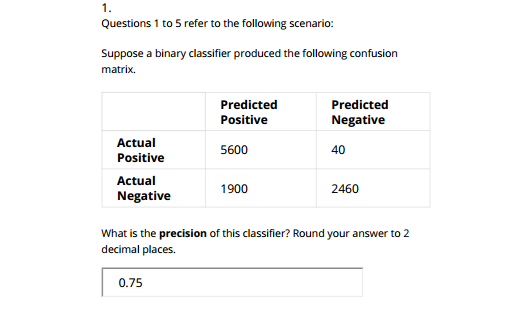 1.
Questions 1 to 5 refer to the following scenario:
Suppose a binary classifier produced the following confusion
matrix.
Predicted Positive Predicted Negative
Actual Positive 5600 40
Actual Negative 1900 2460
What is the precision of this classifier? Round your answer to 2
decimal places.
0.75